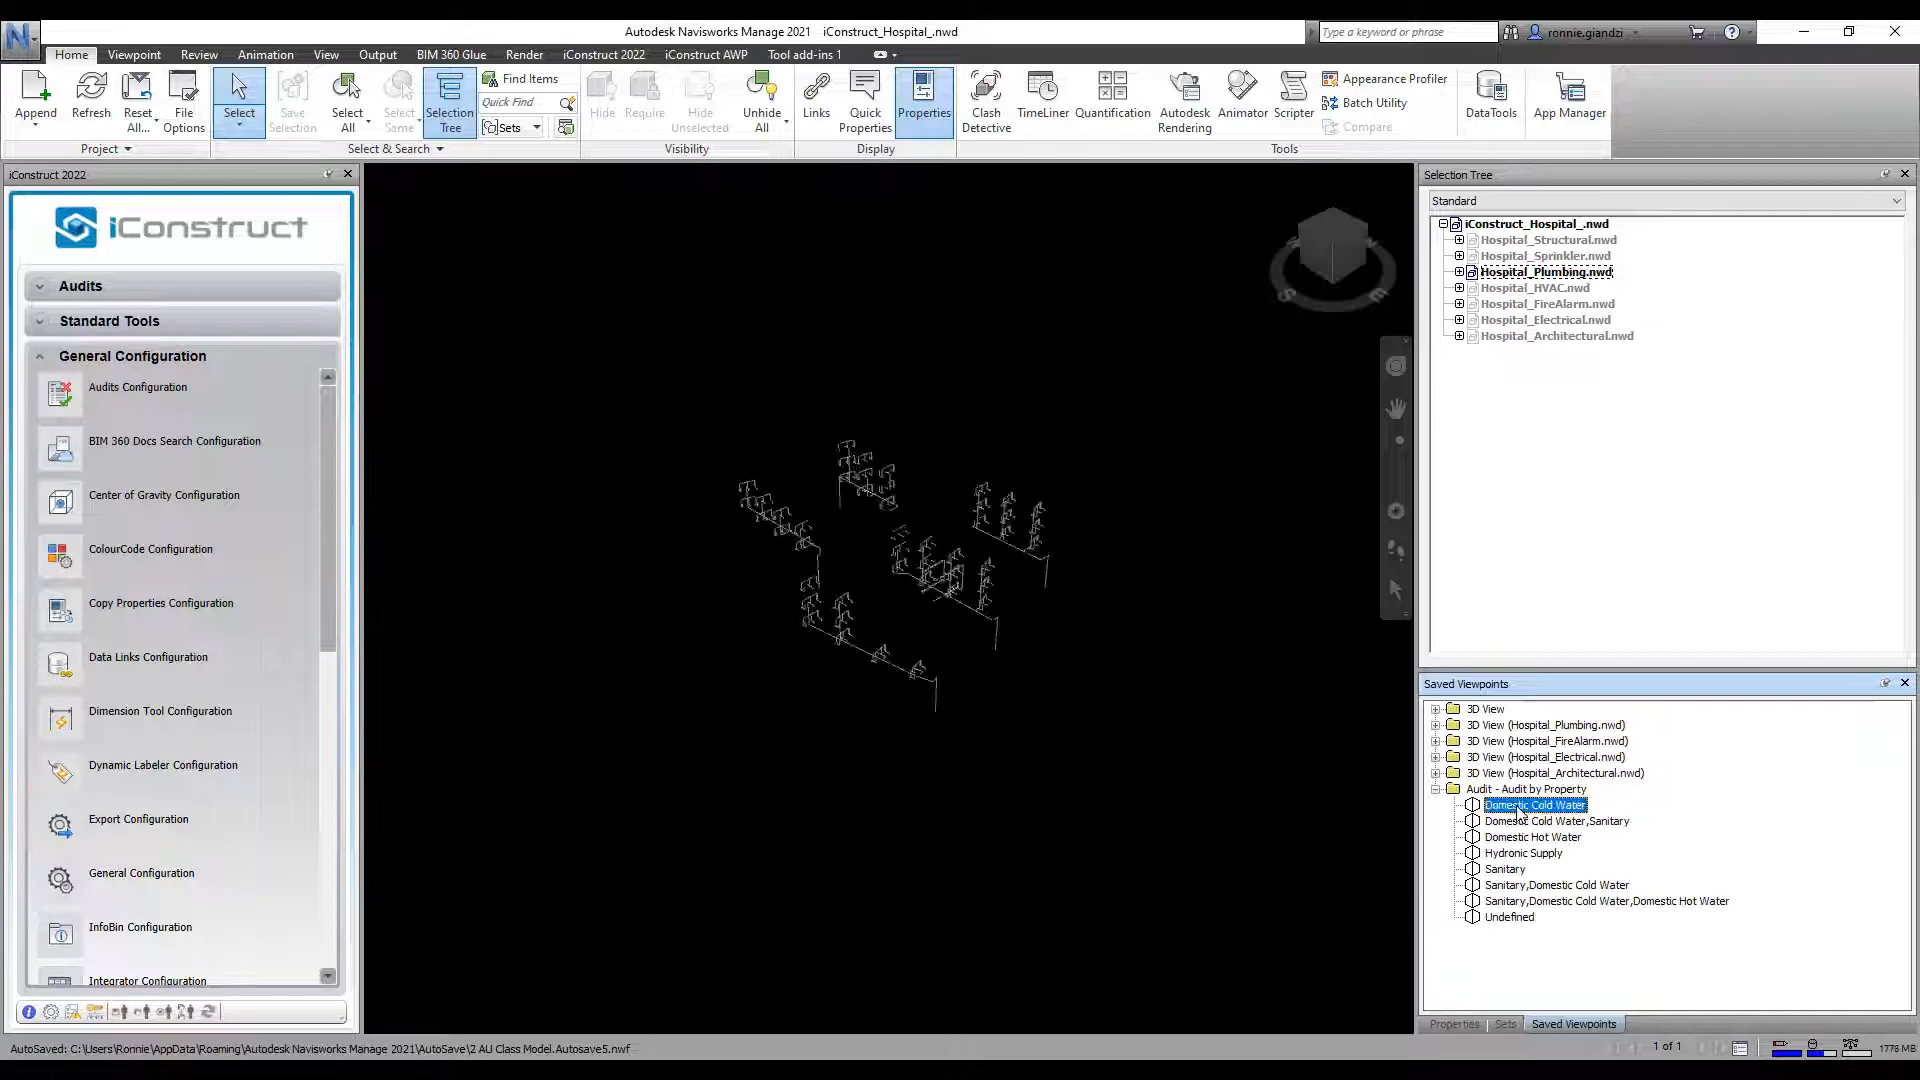 Autodesk Navisworks Manage 2021 iConstruct_Hospital_.nwd
Type a keyword or phrase
ronnie.giandzi
Home Viewpoint Review Animation View Output BIM 360 Glue Render iConstruct 2022 iConstruct AWP Tool add-ins 1
Append
Refresh
Reset All...
File Options
Project
Select
Save Selection
Select All
Select Same
Selection Tree
Find Items
Quick Find
Sets
Select & Search
Hide
Require
Hide Unselected
Unhide All
Visibility
Links
Quick Properties
Properties
Display
Clash Detective
TimeLiner
Quantification
Autodesk Rendering
Animator
Scripter
Appearance Profiler
Batch Utility
Compare
DataTools
App Manager
Tools
iConstruct 2022
iConstruct
Audits
Standard Tools
General Configuration
Audits Configuration
BIM 360 Docs Search Configuration
Center of Gravity Configuration
ColourCode Configuration
Copy Properties Configuration
Data Links Configuration
Dimension Tool Configuration
Dynamic Labeler Configuration
Export Configuration
General Configuration
InfoBin Configuration
Integrator Configuration
S E
Selection Tree
Standard
iConstruct_Hospital_.nwd
Hospital_Structural.nwd
Hospital_Sprinkler.nwd
Hospital_Plumbing.nwd
Hospital_HVAC.nwd
Hospital_FireAlarm.nwd
Hospital_Electrical.nwd
Hospital_Architectural.nwd
Saved Viewpoints
3D View
3D View (Hospital_Plumbing.nwd)
3D View (Hospital_FireAlarm.nwd)
3D View (Hospital_Electrical.nwd)
3D View (Hospital_Architectural.nwd)
Audit - Audit by Property
Domestic Cold Water
Domestic Cold Water,Sanitary
Domestic Hot Water
Hydronic Supply
Sanitary
Sanitary,Domestic Cold Water
Sanitary,Domestic Cold Water,Domestic Hot Water
Undefined
Properties Sets Saved Viewpoints
AutoSaved: C:\Users\Ronnie\AppData\Roaming\Autodesk Navisworks Manage 2021\AutoSave\2 AU Class Model.Autosave5.nwf
1 of 1
1778 MB